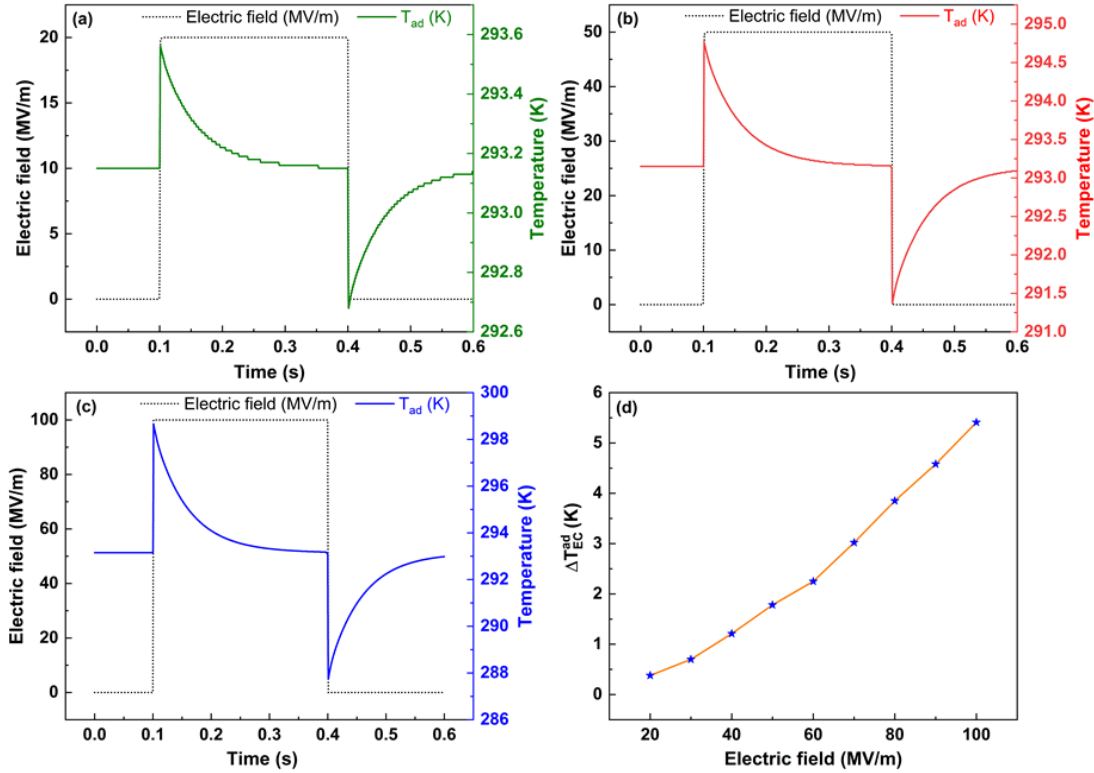 (a)
Electric field (MV/m)
T_ad (K)
Electric field (MV/m)
20
15
10
5
0
293.6
293.4
293.2
293.0
292.8
292.6
Temperature (K)
0.0 0.1 0.2 0.3 0.4 0.5 0.6
Time (s)
(b)
Electric field (MV/m)
T_ad (K)
Electric field (MV/m)
50
40
30
20
10
0
295.0
294.5
294.0
293.5
293.0
292.5
292.0
291.5
291.0
Temperature (K)
0.0 0.1 0.2 0.3 0.4 0.5 0.6
Time (s)
(c)
Electric field (MV/m)
T_ad (K)
Electric field (MV/m)
100
80
60
40
20
0
300
298
296
294
292
290
288
286
Temperature (K)
0.0 0.1 0.2 0.3 0.4 0.5 0.6
Time (s)
(d)
ΔT_EC^ad (K)
6
5
4
3
2
1
0
20 40 60 80 100
Electric field (MV/m)